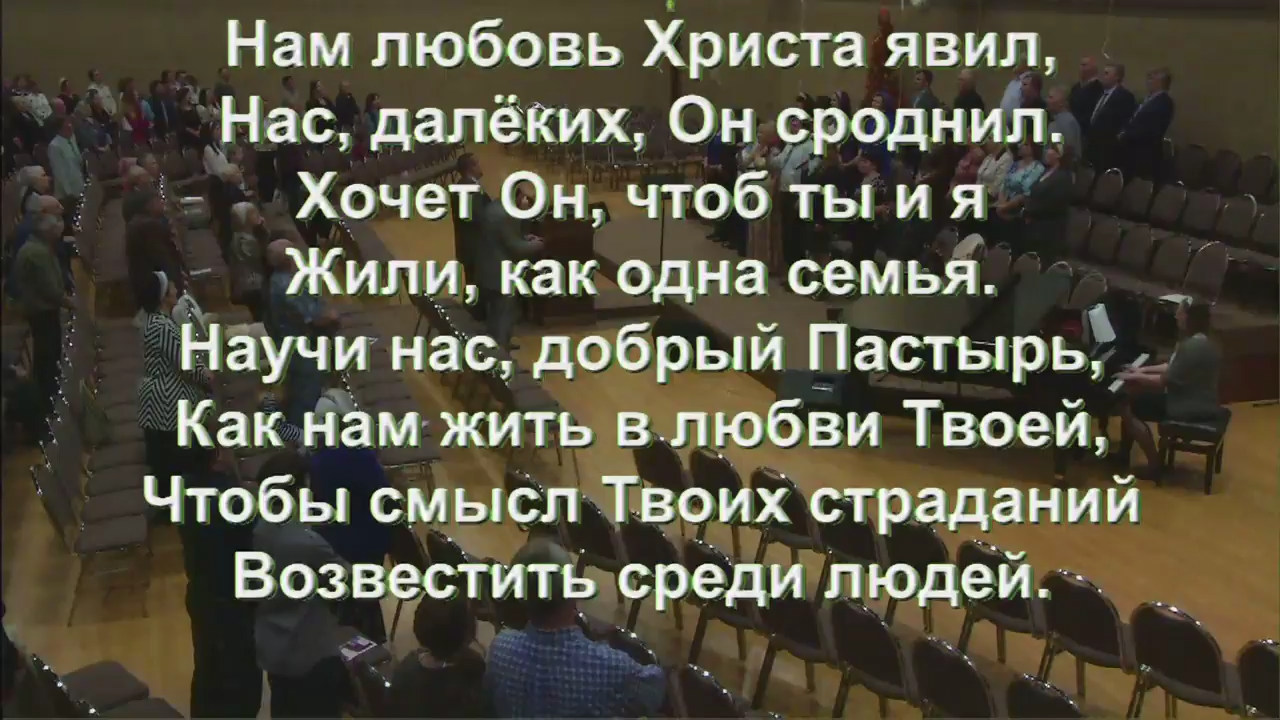 Нам любовь Христа явил,
Нас, далёких, Он сроднил.
Хочет Он, чтоб ты и я
Жили, как одна семья.
Научи нас, добрый Пастырь,
Как нам жить в любви Твоей,
Чтобы смысл Твоих страданий
Возвестить среди людей.